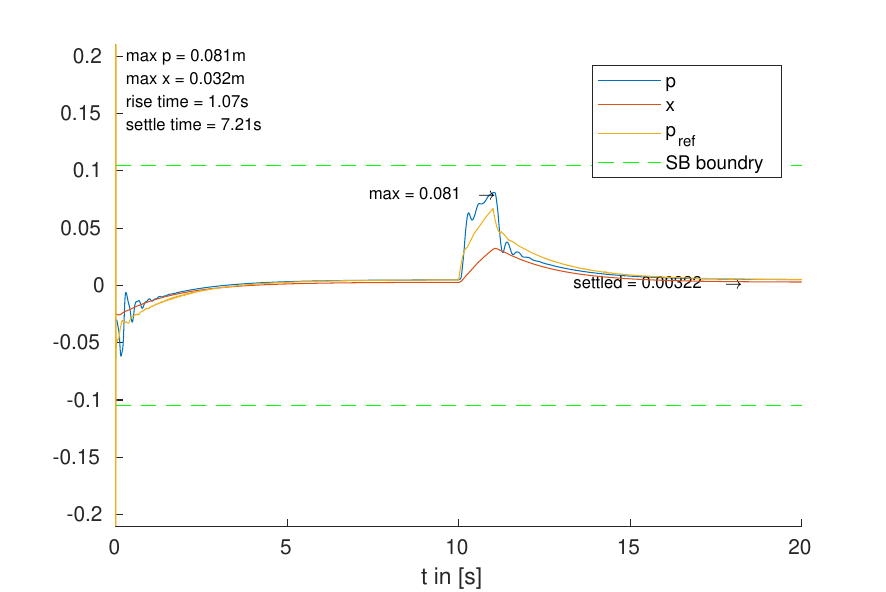 max p = 0.081m
max x = 0.032m
rise time = 1.07s
settle time = 7.21s
p
x
p_ref
SB boundry
max = 0.081
settled = 0.00322
0.2
0.15
0.1
0.05
0
-0.05
-0.1
-0.15
-0.2
0 5 10 15 20
t in [s]